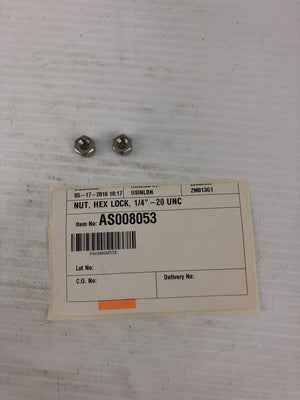 05-17-2016 18:17 USINLBN ZM013G1
NUT, HEX LOCK, 1/4" -20 UNC
Item No: AS008053
Lot No:
C.O. No: Delivery No: